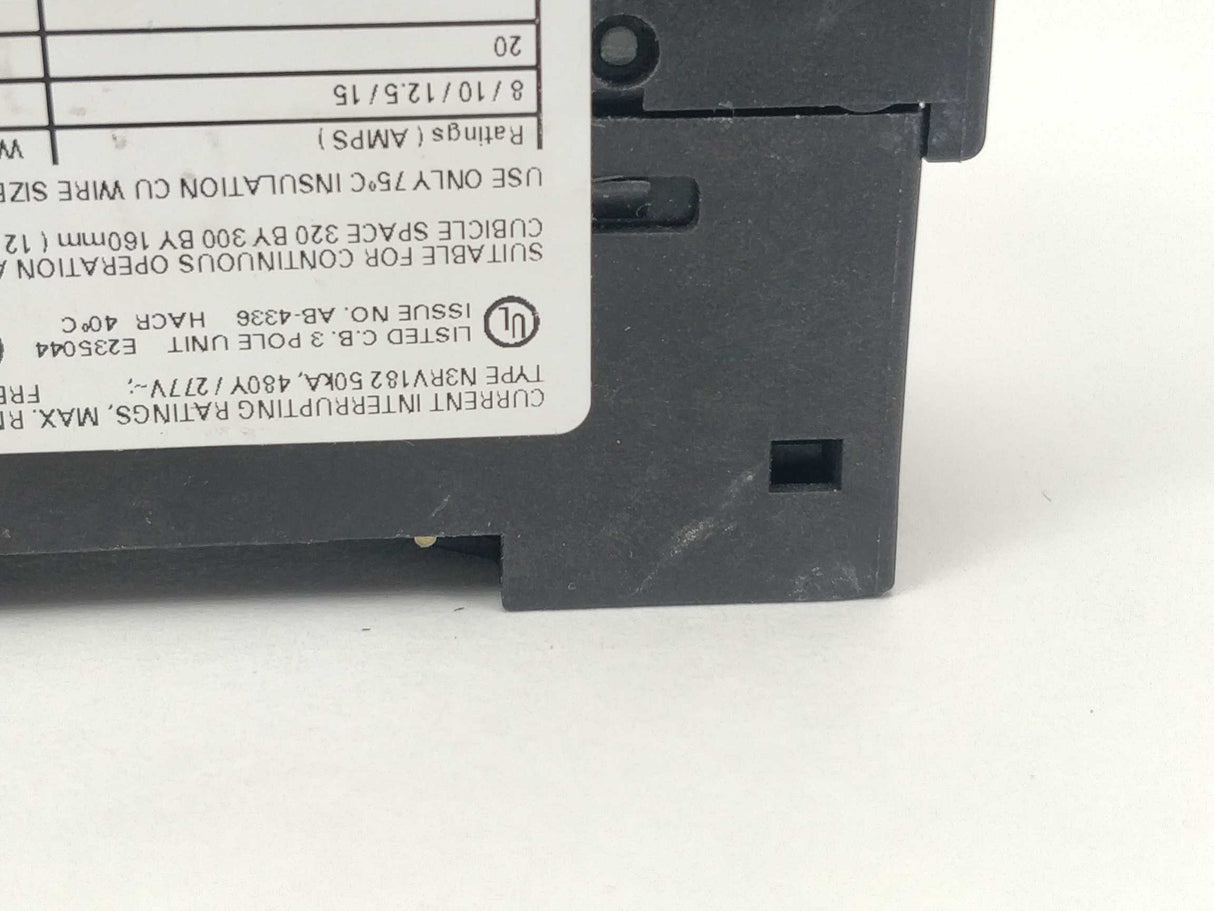 CURRENT INTERRUPTING RATINGS, MAX.
TYPE N3RV182 50kA, 480Y / 277V~;
UL LISTED C.B. 3 POLE UNIT E235044
ISSUE NO. AB-4336 HACR 40°C
SUITABLE FOR CONTINUOUS OPERATION
CUBICLE SPACE 320 BY 300 BY 160mm ( 12
USE ONLY 75°C INSULATION CU WIRE SIZE
Ratings ( AMPS )
8 / 10 / 12.5 / 15
20